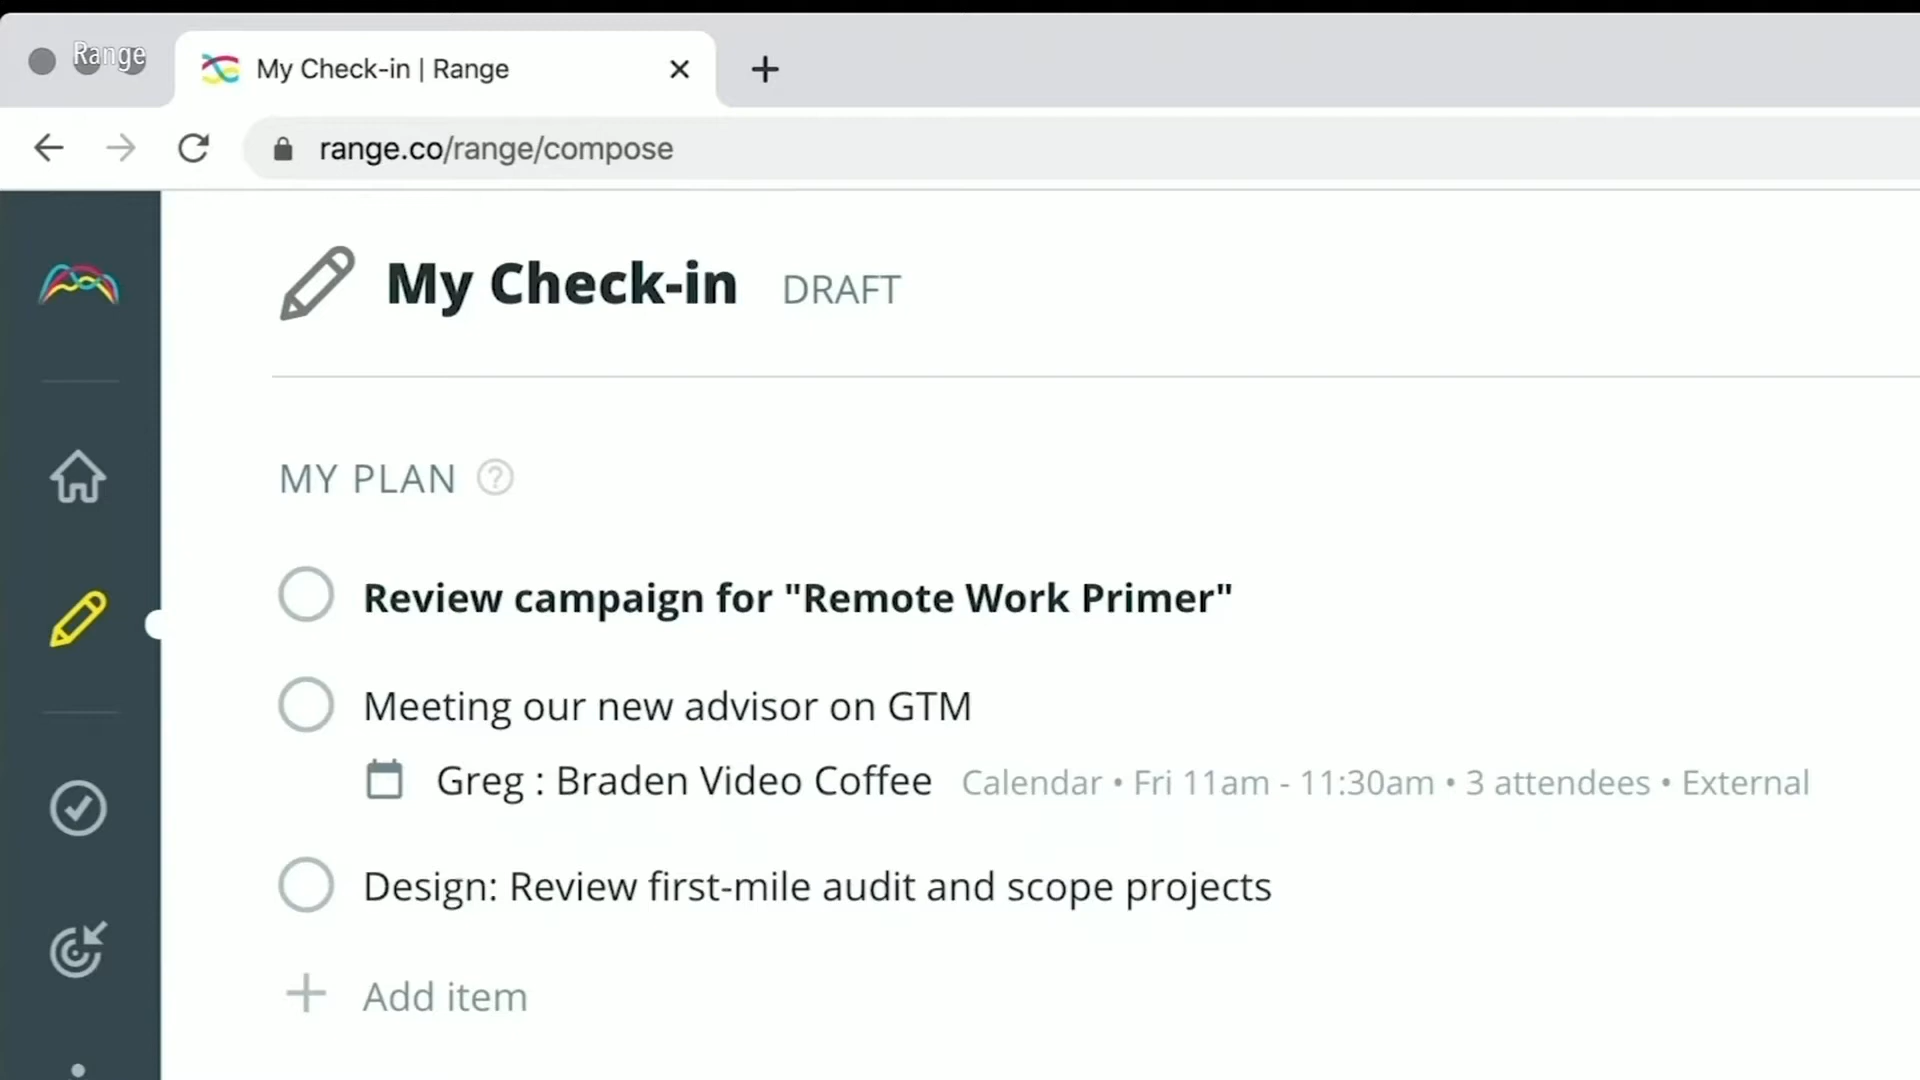 Range
My Check-in | Range
range.co/range/compose
My Check-in DRAFT
MY PLAN ?
Review campaign for "Remote Work Primer"
Meeting our new advisor on GTM
Greg : Braden Video Coffee Calendar • Fri 11am - 11:30am • 3 attendees • External
Design: Review first-mile audit and scope projects
Add item